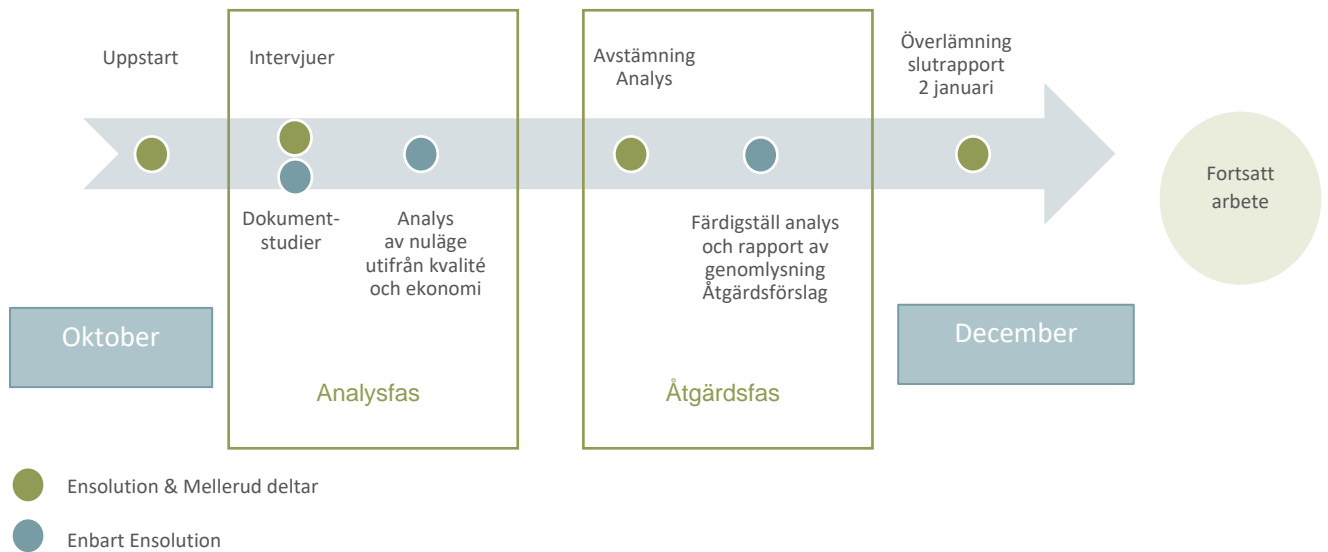 Uppstart
Intervjuer
Avstämning
Analys
Överlämning
slutrapport
2 januari
Fortsatt
arbete
Dokument-
studier
Analys
av nuläge
utifrån kvalité
och ekonomi
Färdigställ analys
och rapport av
genomlysning
Åtgärdsförslag
Oktober
December
Analysfas
Åtgärdsfas
Ensolution & Mellerud deltar
Enbart Ensolution